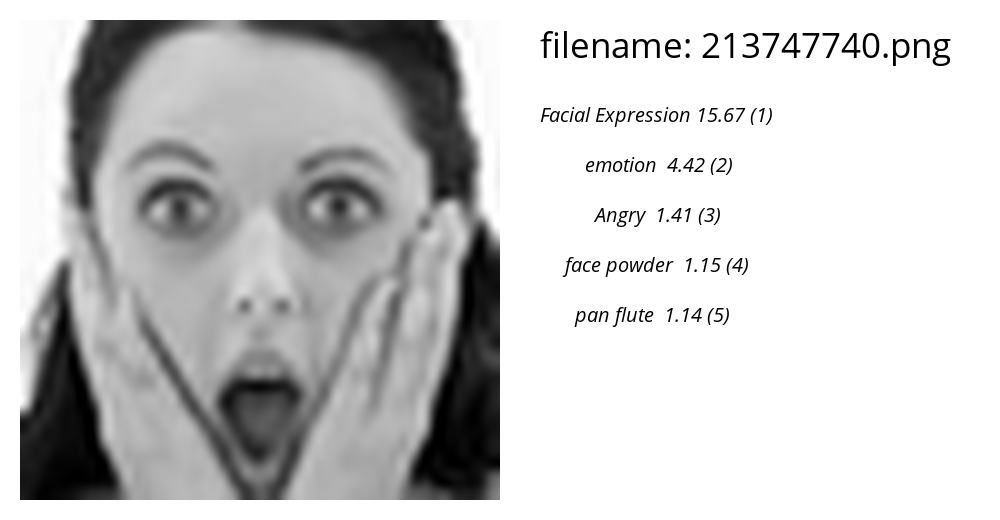 filename: 213747740.png
Facial Expression 15.67 (1)
emotion 4.42 (2)
Angry 1.41 (3)
face powder 1.15 (4)
pan flute 1.14 (5)